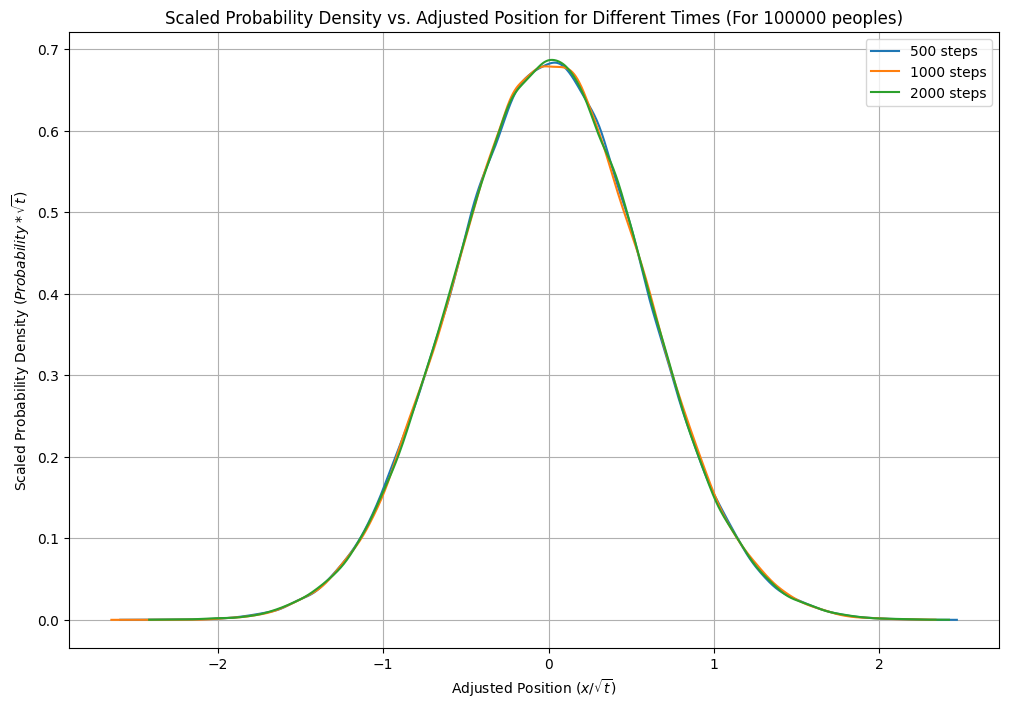 Scaled Probability Density vs. Adjusted Position for Different Times (For 100000 peoples)
500 steps
1000 steps
2000 steps
Scaled Probability Density (Probability * √t)
0.7
0.6
0.5
0.4
0.3
0.2
0.1
0.0
−2
−1
0
1
2
Adjusted Position (x/√t)